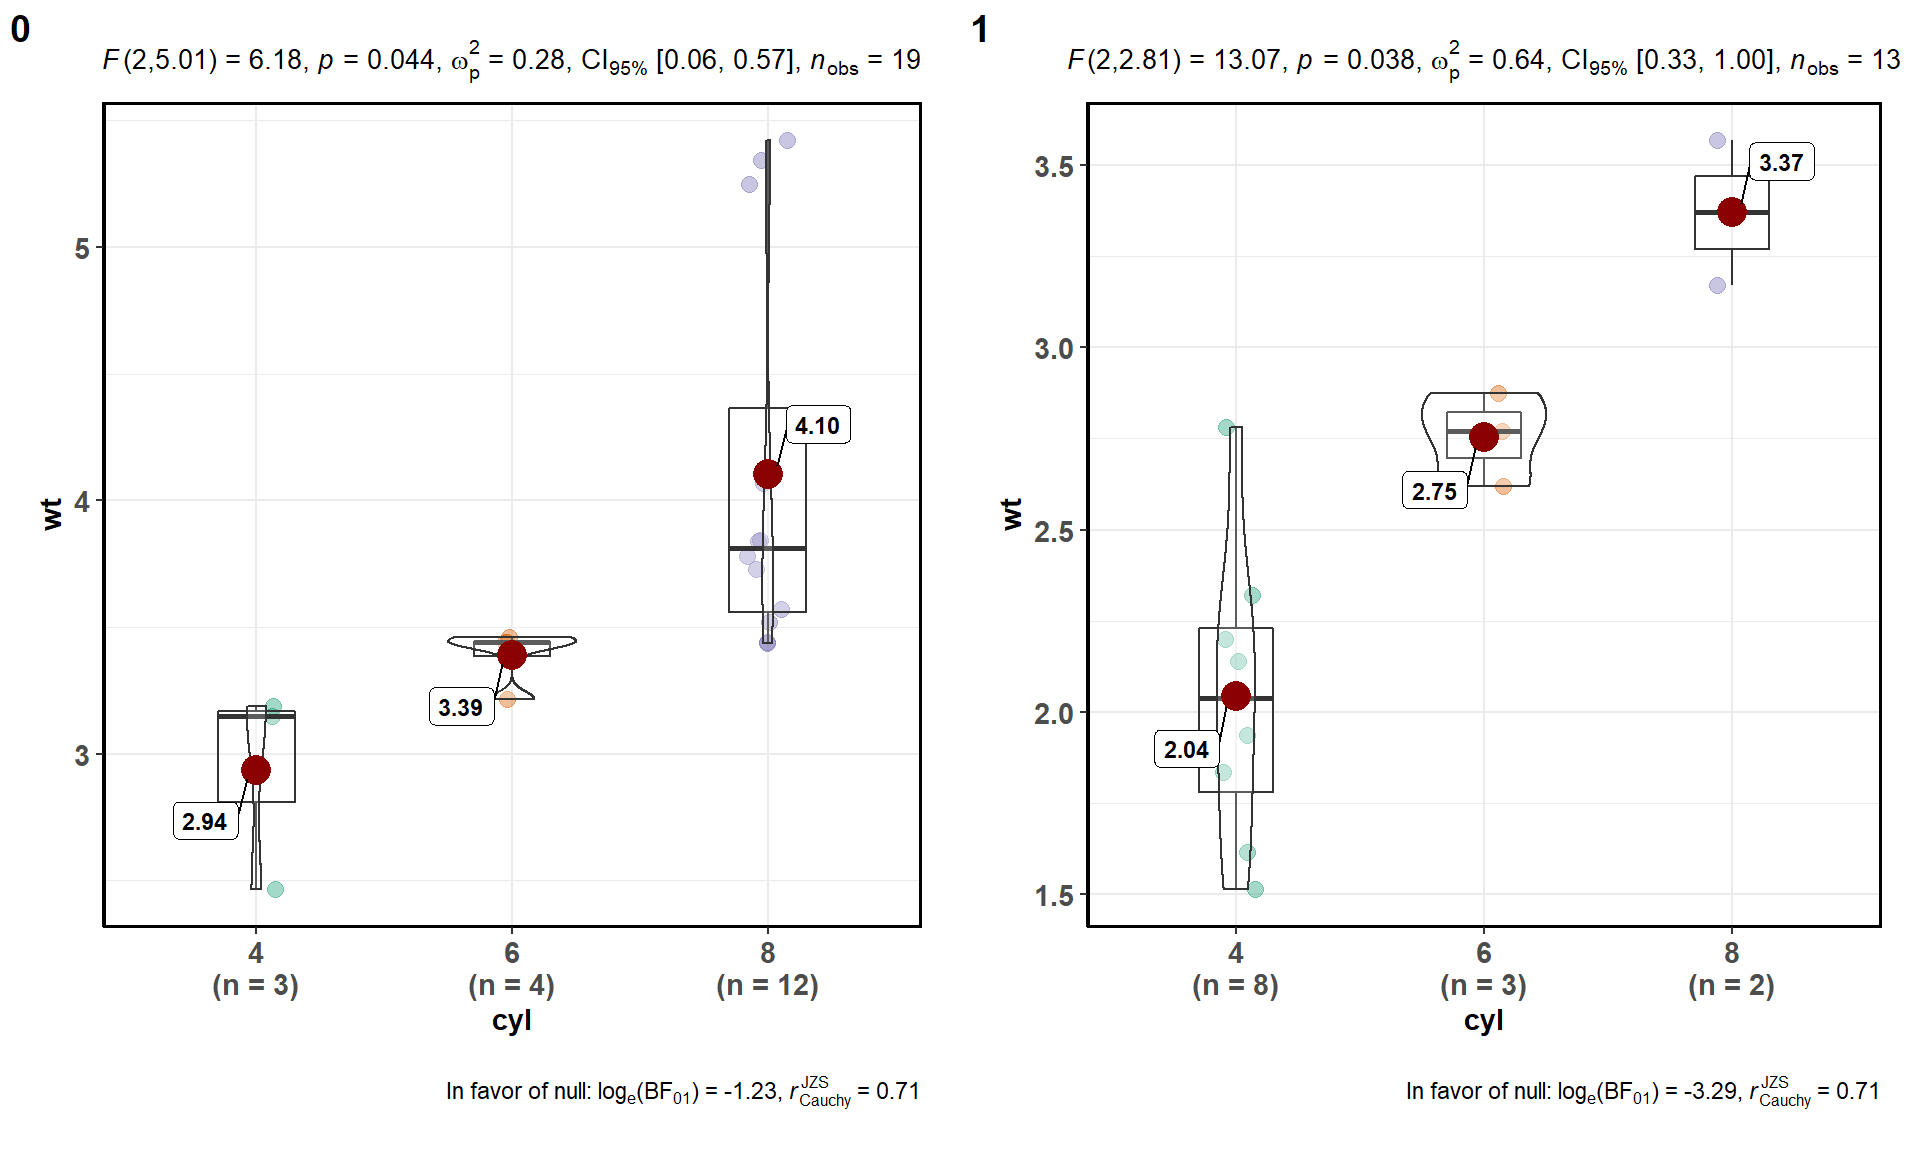 0
F(2,5.01) = 6.18, p = 0.044, ω²ₚ = 0.28, CI95% [0.06, 0.57], nobs = 19
wt
5
4
3
4.10
3.39
2.94
4
(n = 3)
6
(n = 4)
8
(n = 12)
cyl
In favor of null: loge(BF01) = -1.23, r JZS Cauchy = 0.71
1
F(2,2.81) = 13.07, p = 0.038, ω²ₚ = 0.64, CI95% [0.33, 1.00], nobs = 13
wt
3.5
3.0
2.5
2.0
1.5
3.37
2.75
2.04
4
(n = 8)
6
(n = 3)
8
(n = 2)
cyl
In favor of null: loge(BF01) = -3.29, r JZS Cauchy = 0.71